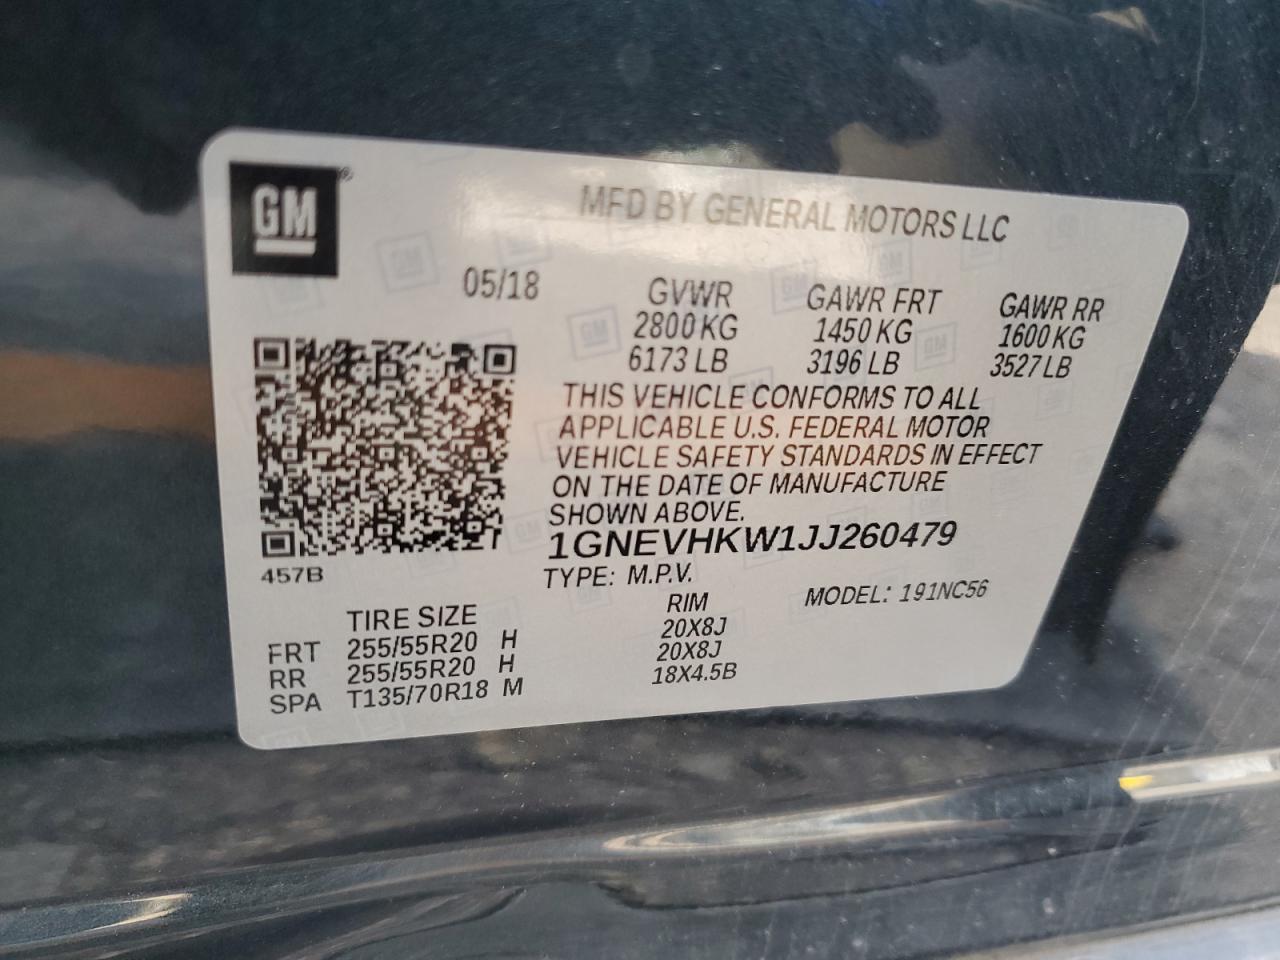 GM®
MFD BY GENERAL MOTORS LLC
05/18 GVWR GAWR FRT GAWR RR
2800 KG 1450 KG 1600 KG
6173 LB 3196 LB 3527 LB
THIS VEHICLE CONFORMS TO ALL
APPLICABLE U.S. FEDERAL MOTOR
VEHICLE SAFETY STANDARDS IN EFFECT
ON THE DATE OF MANUFACTURE
SHOWN ABOVE.
1GNEVHKW1JJ260479
457B
TYPE: M.P.V. MODEL: 191NC56
TIRE SIZE RIM
FRT 255/55R20 H 20X8J
RR 255/55R20 H 20X8J
SPA T135/70R18 M 18X4.5B